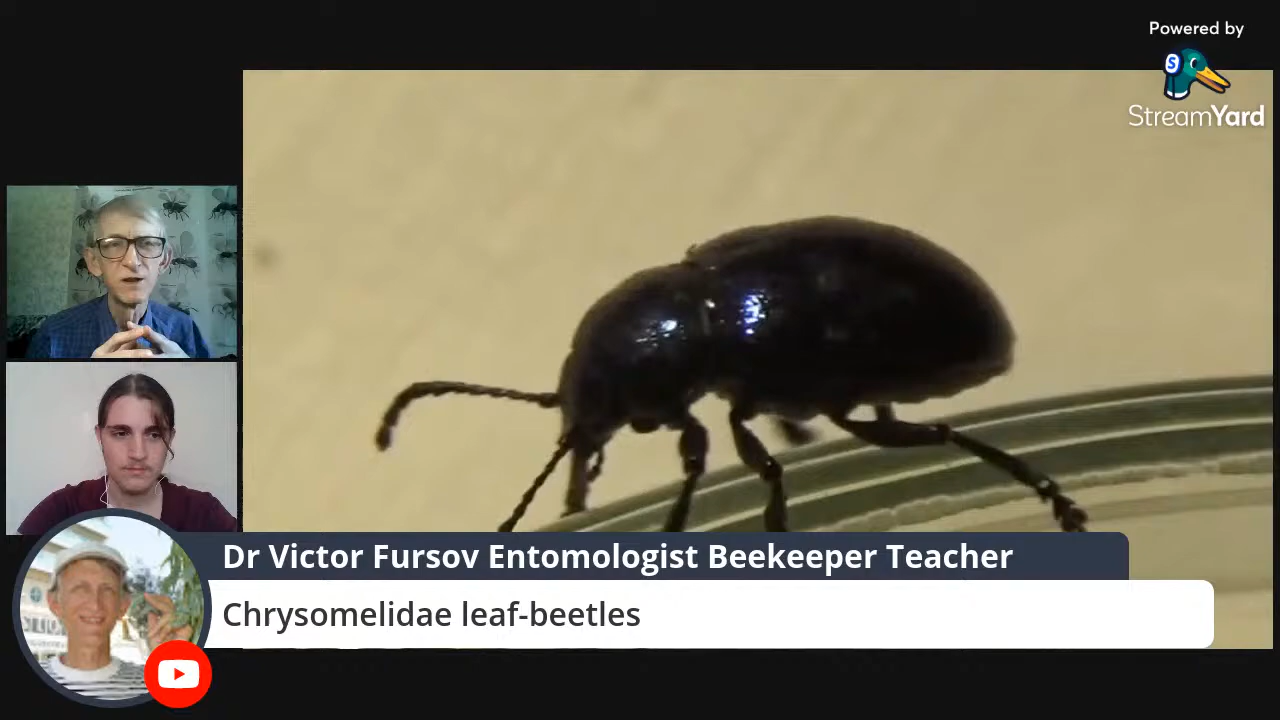 Powered by
S
StreamYard
Dr Victor Fursov Entomologist Beekeeper Teacher
Chrysomelidae leaf-beetles